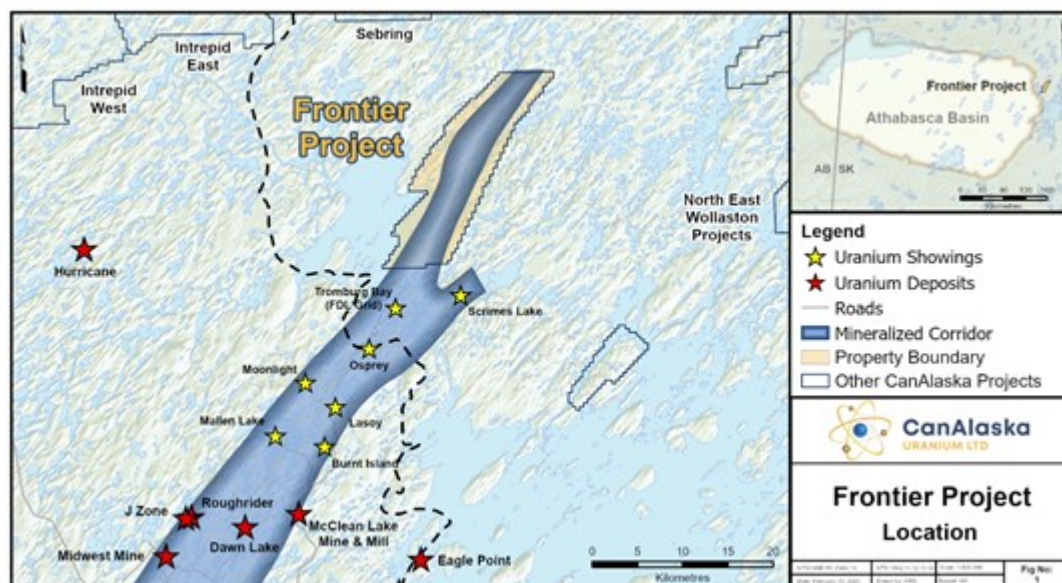 Intrepid
East
Sebring
Intrepid
West
Frontier
Project
North East
Wollaston
Projects
Hurricane
Tromburg Bay
(FDL Grid)
Scrimes Lake
Osprey
Moonlight
Lasoy
Mallen Lake
Burnt Island
J Zone
Roughrider
Dawn Lake
McClean Lake
Mine & Mill
Midwest Mine
Eagle Point
0 5 10 15 20
Kilometres
Frontier Project
Athabasca Basin
AB SK
Kilometres
Legend
Uranium Showings
Uranium Deposits
Roads
Mineralized Corridor
Property Boundary
Other CanAlaska Projects
CanAlaska
URANIUM LTD
Frontier Project
Location
Fig No: